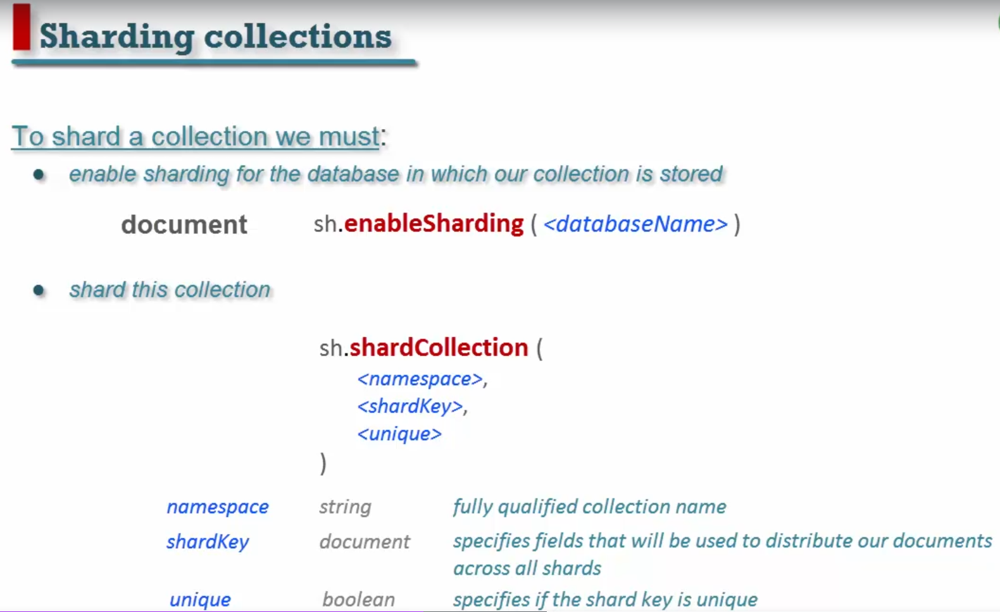 Sharding collections
To shard a collection we must:
• enable sharding for the database in which our collection is stored
document sh.enableSharding ( <databaseName> )
• shard this collection
sh.shardCollection (
<namespace>,
<shardKey>,
<unique>
)
namespace string fully qualified collection name
shardKey document specifies fields that will be used to distribute our documents
across all shards
unique boolean specifies if the shard key is unique